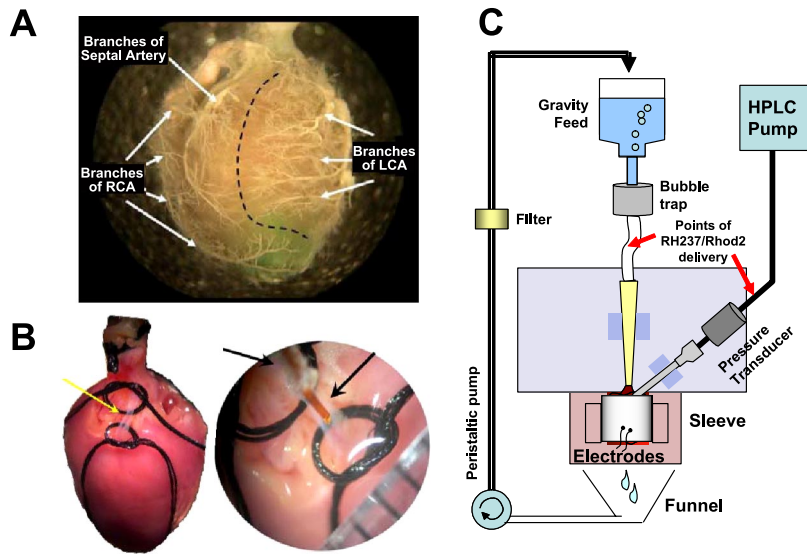 A
Branches of
Septal Artery
Branches
of RCA
Branches
of LCA
B
C
Gravity
Feed
HPLC
Pump
Bubble
trap
Filter
Points of
RH237/Rhod2
delivery
Pressure
Transducer
Peristaltic pump
Sleeve
Electrodes
Funnel